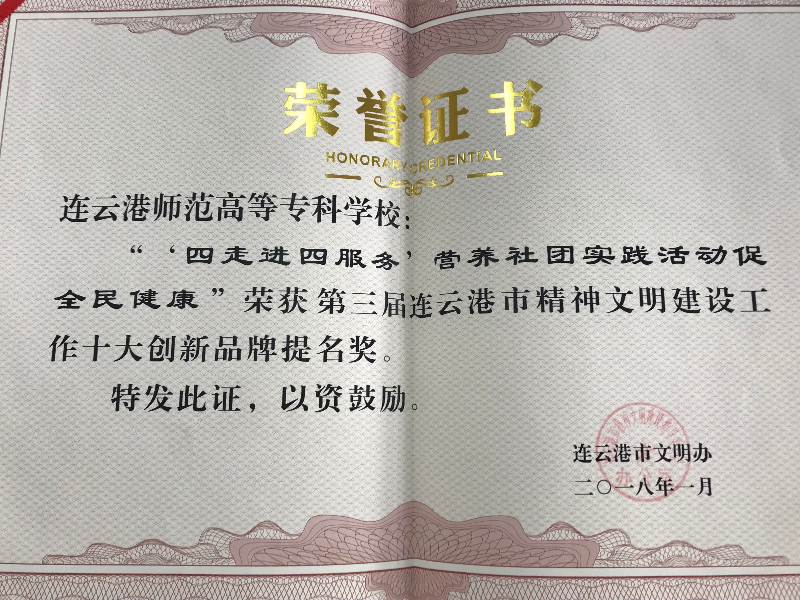 荣誉证书
HONORARY CREDENTIAL
连云港师范高等专科学校:
“‘四走进四服务’营养社团实践活动促
全民健康”荣获第三届连云港市精神文明建设工
作十大创新品牌提名奖。
特发此证，以资鼓励。
连云港市文明办
二〇一八年一月
办公室